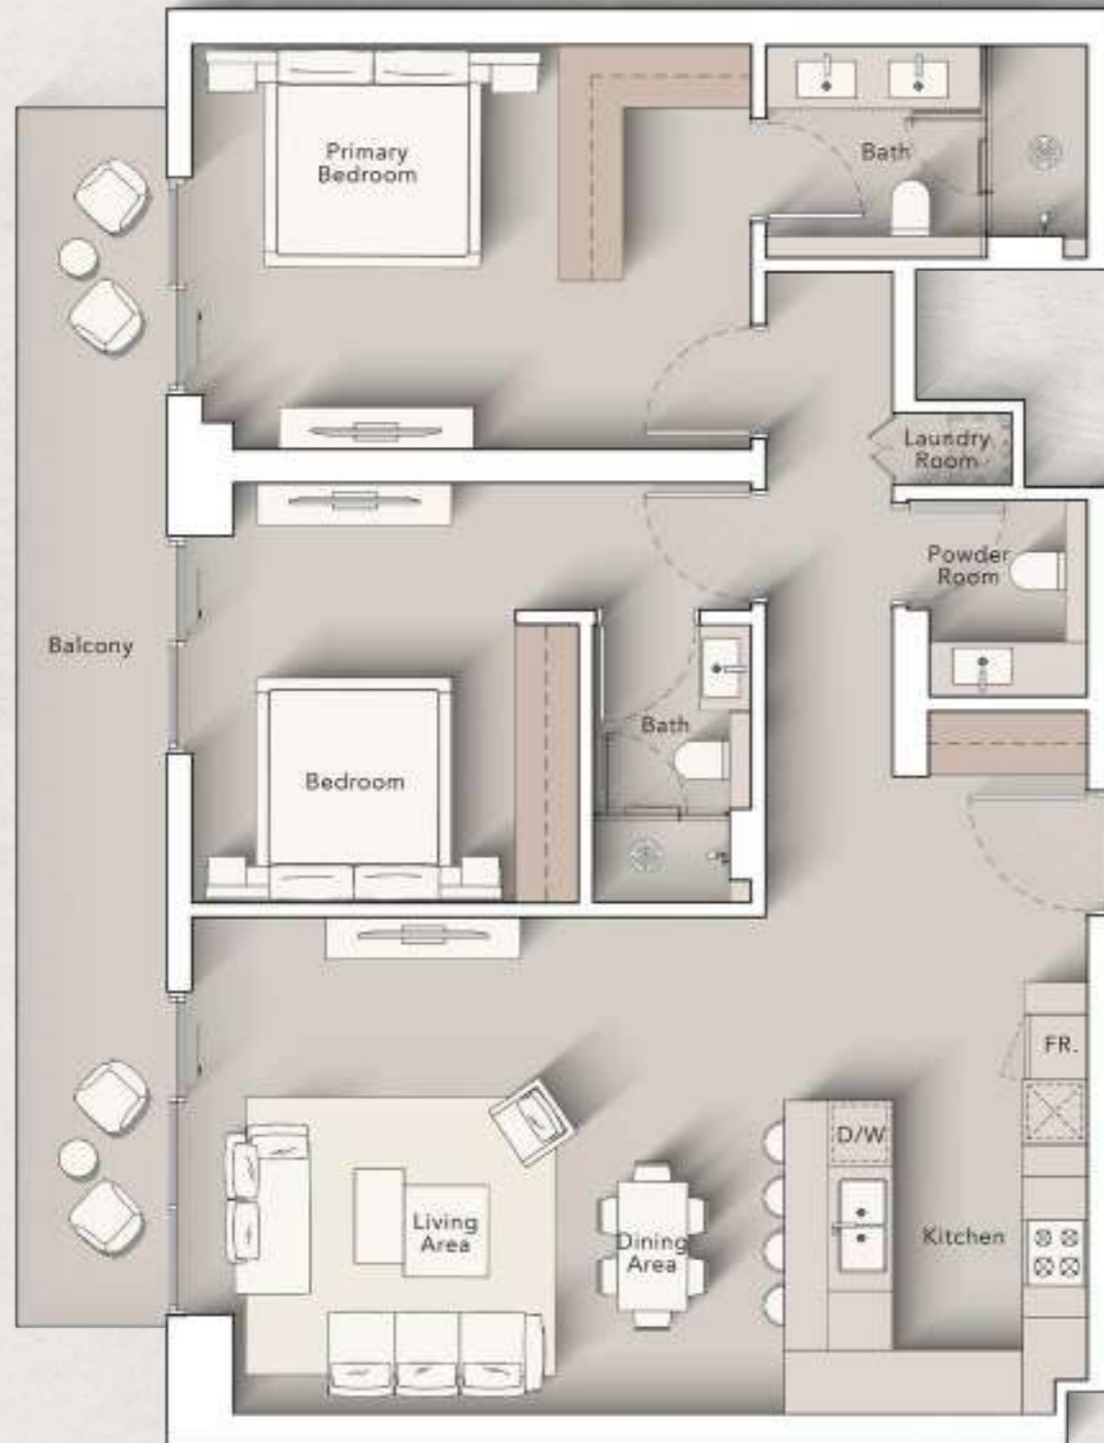 Primary
Bedroom
Bath
Laundry
Room
Powder
Room
Balcony
Bath
Bedroom
FR.
D/W
Living
Area
Dining
Area
Kitchen